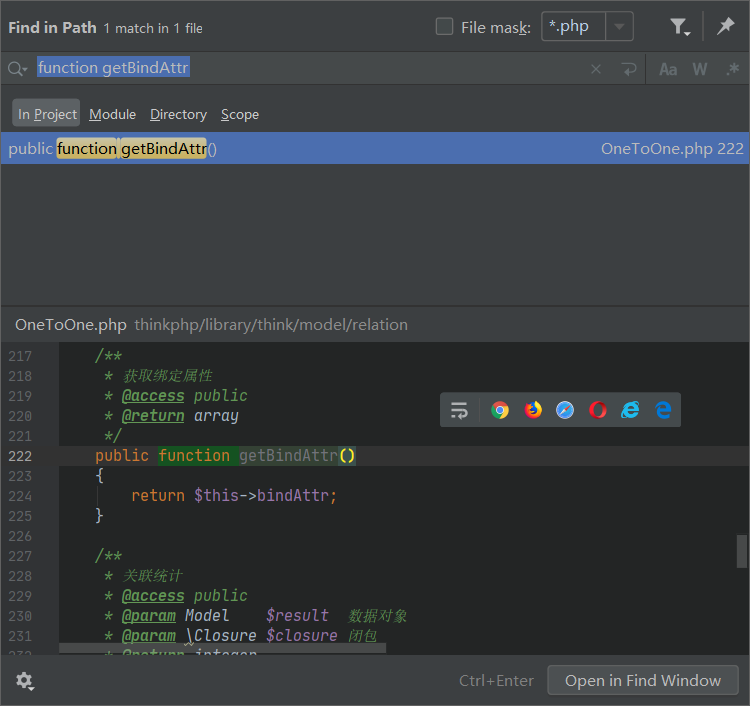 Find in Path 1 match in 1 file File mask: *.php
function getBindAttr Aa W .*
In Project Module Directory Scope
public function getBindAttr() OneToOne.php 222
OneToOne.php thinkphp/library/think/model/relation
217 /**
218 * 获取绑定属性
219 * @access public
220 * @return array
221 */
222 public function getBindAttr()
223 {
224 return $this->bindAttr;
225 }
226
227 /**
228 * 关联统计
229 * @access public
230 * @param Model $result 数据对象
231 * @param \Closure $closure 闭包
232 * @return integer
Ctrl+Enter Open in Find Window